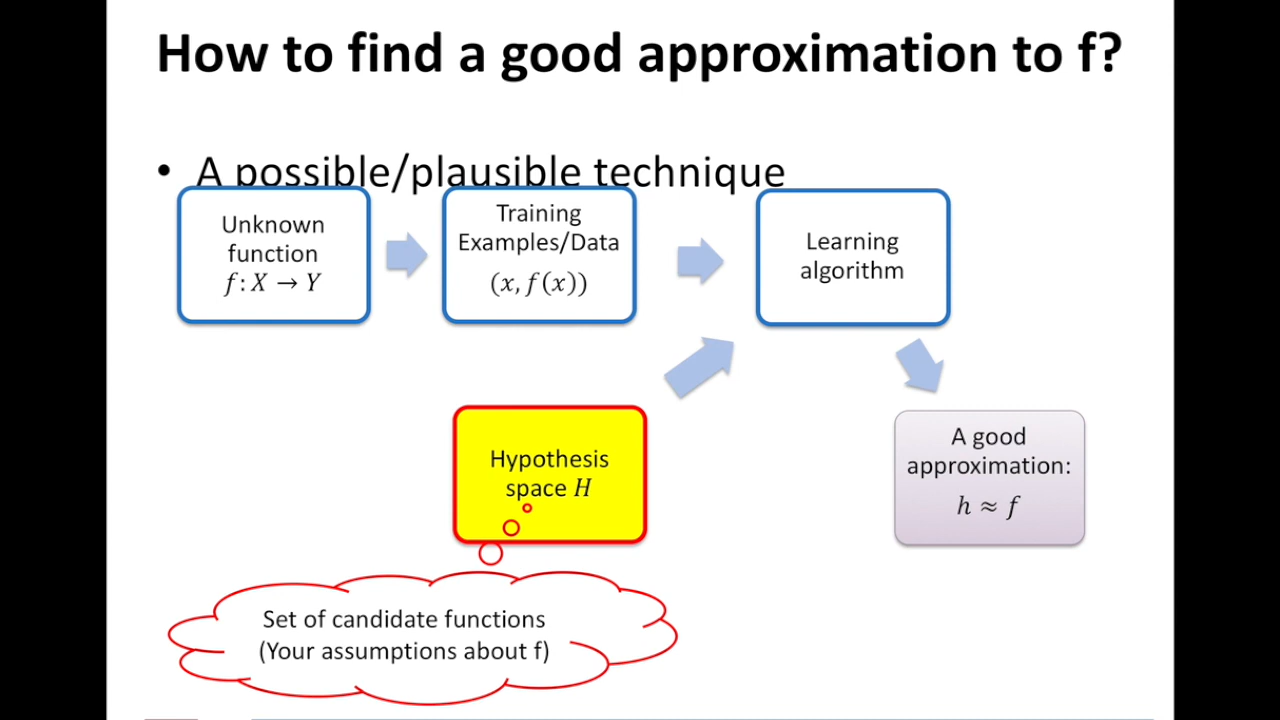 How to find a good approximation to f?
• A possible/plausible technique
Unknown
function
f: X → Y
Training
Examples/Data
(x, f(x))
Learning
algorithm
Hypothesis
space H
A good
approximation:
h ≈ f
Set of candidate functions
(Your assumptions about f)